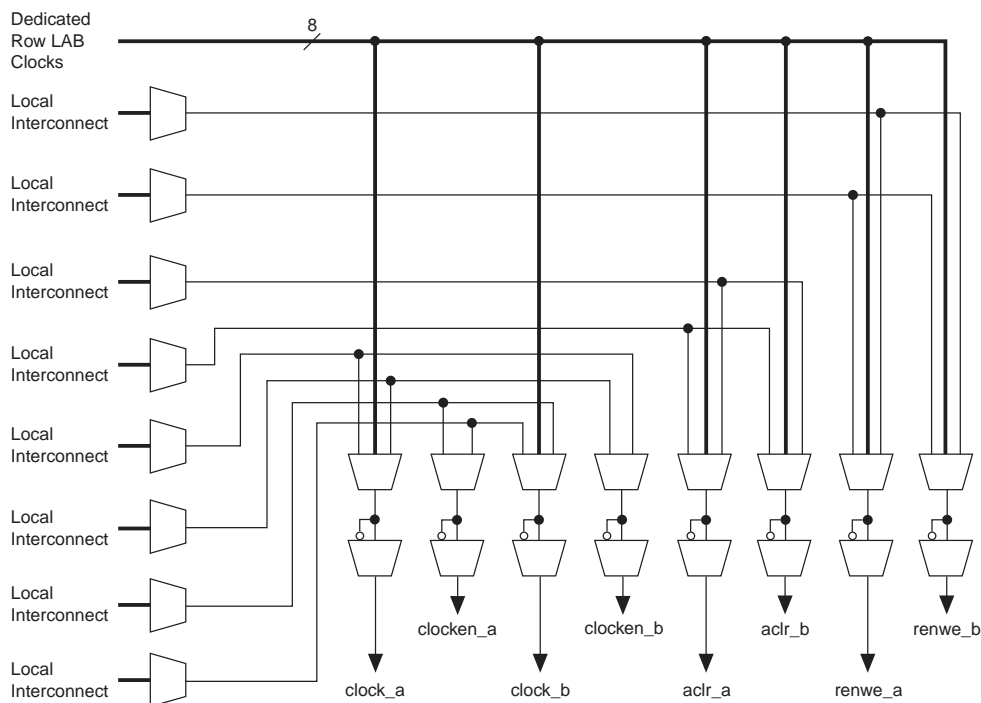 Dedicated
Row LAB
Clocks
8
Local
Interconnect
Local
Interconnect
Local
Interconnect
Local
Interconnect
Local
Interconnect
Local
Interconnect
Local
Interconnect
Local
Interconnect
clocken_a
clocken_b
aclr_b
renwe_b
clock_a
clock_b
aclr_a
renwe_a